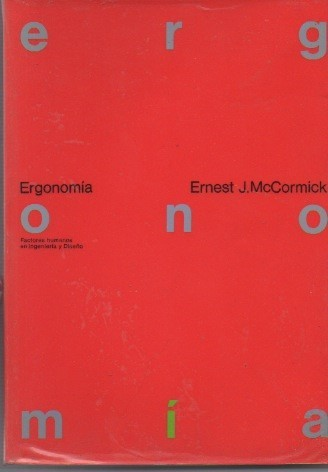 e r g
Ergonomía Ernest J. McCormick
o n o
Factores humanos
en Ingeniería y Diseño
m í a